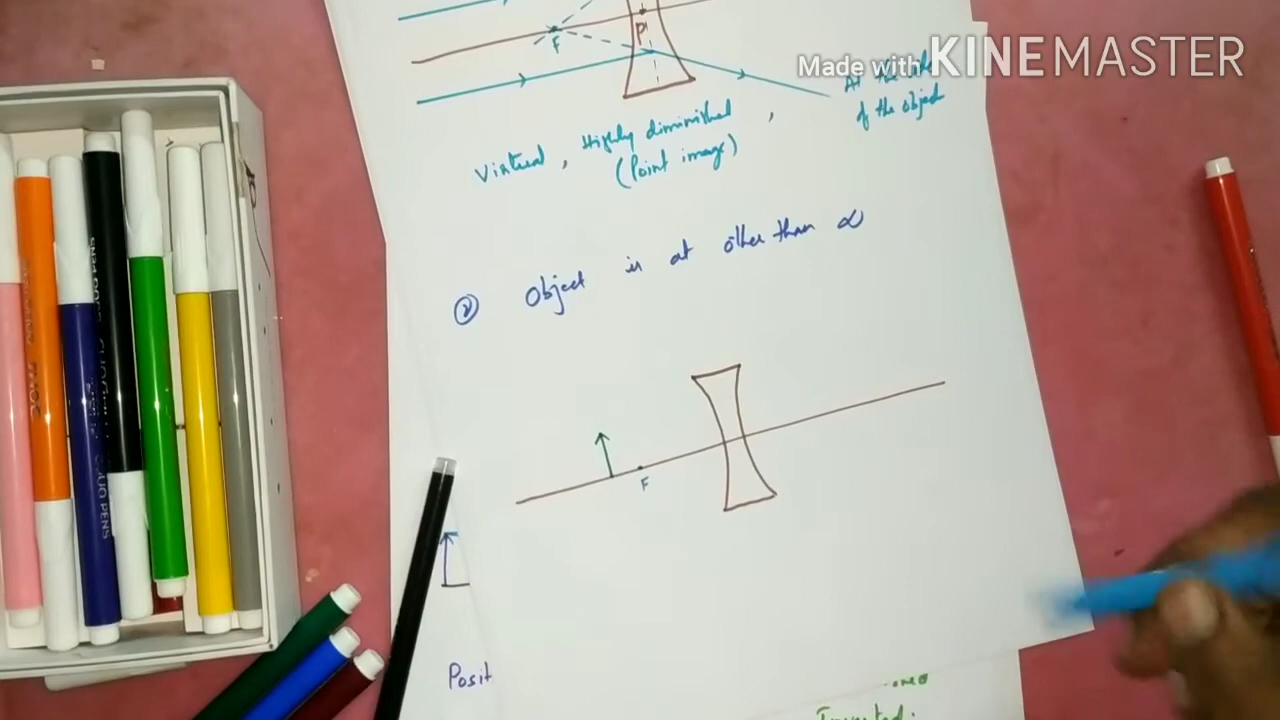 Made with KINEMASTER
P'
F
At the side
of the object
Virtual, Highly diminished,
(Point image)
② Object is at other than ∝
F
Posit